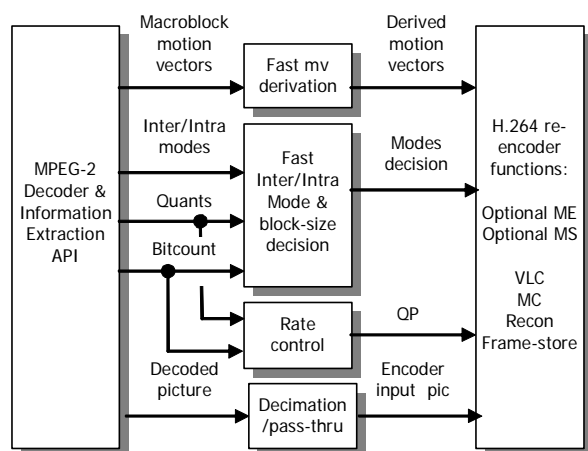 Macroblock
motion
vectors
Derived
motion
vectors
Fast mv
derivation
Inter/Intra
modes
Modes
decision
MPEG-2
Decoder &
Information
Extraction
API
Fast
Inter/Intra
Mode &
block-size
decision
H.264 re-
encoder
functions:
Optional ME
Optional MS
VLC
MC
Recon
Frame-store
Quants
Bitcount
Rate
control
QP
Decoded
picture
Encoder
input pic
Decimation
/pass-thru